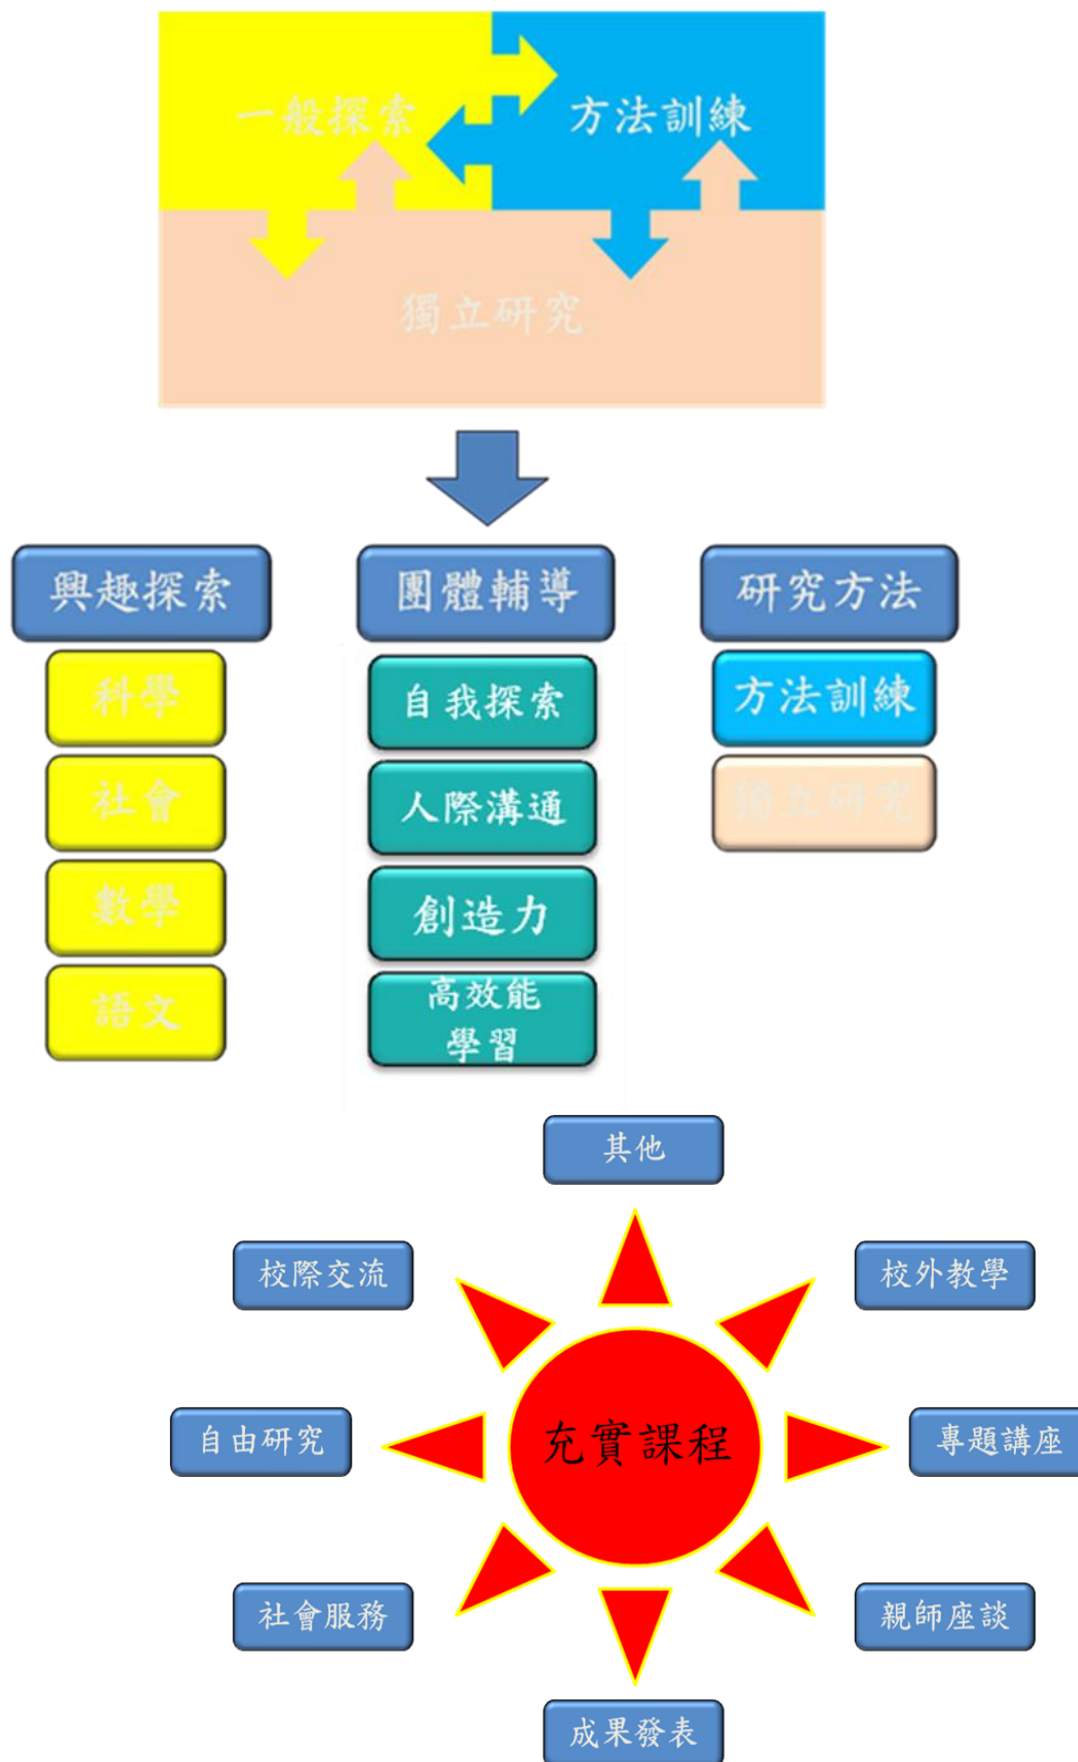 一般探索
方法訓練
獨立研究
興趣探索
團體輔導
研究方法
科學
社會
數學
語文
自我探索
人際溝通
創造力
高效能
學習
方法訓練
獨立研究
其他
校際交流
校外教學
自由研究
充實課程
專題講座
社會服務
親師座談
成果發表